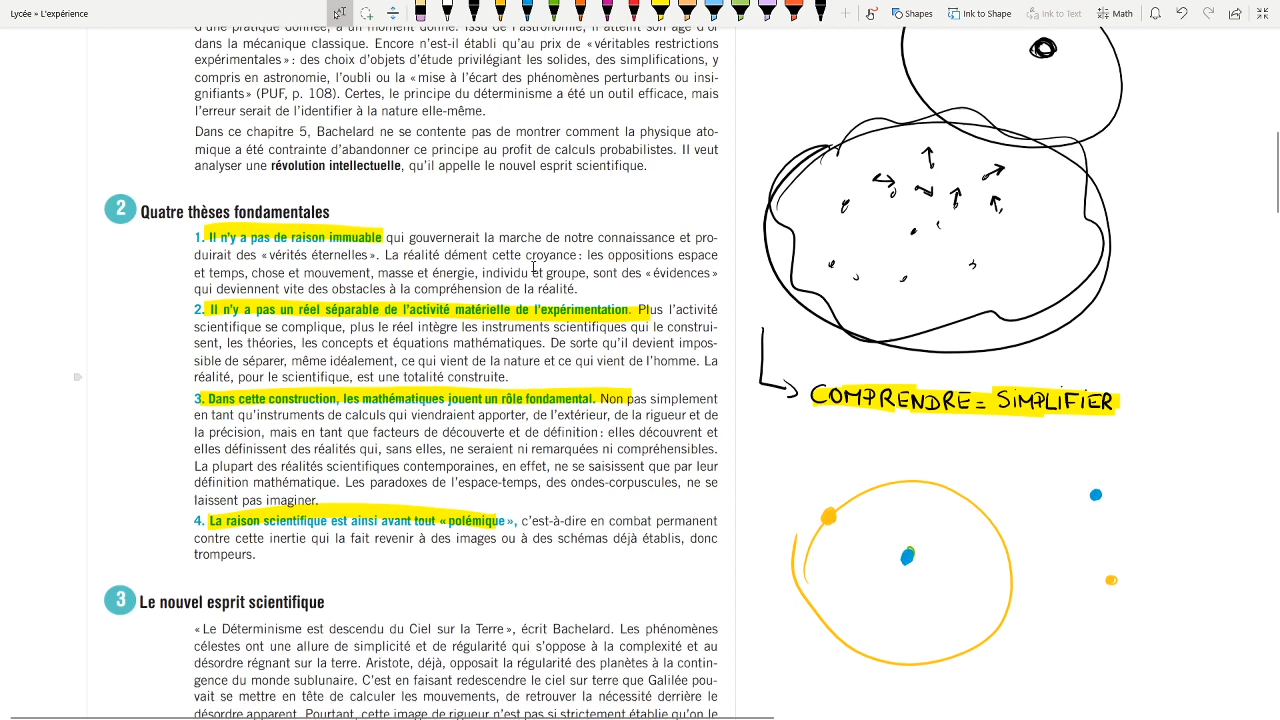 Lycée » L'expérience
Shapes
Ink to Shape
Ink to Text
Math
d'une pratique donnée, à un moment donné. Issu de l'astronomie, il atteint son âge d'or
dans la mécanique classique. Encore n'est-il établi qu'au prix de « véritables restrictions
expérimentales » : des choix d'objets d'étude privilégiant les solides, des simplifications, y
compris en astronomie, l'oubli ou la « mise à l'écart des phénomènes perturbants ou insi-
gnifiants » (PUF, p. 108). Certes, le principe du déterminisme a été un outil efficace, mais
l'erreur serait de l'identifier à la nature elle-même.
Dans ce chapitre 5, Bachelard ne se contente pas de montrer comment la physique ato-
mique a été contrainte d'abandonner ce principe au profit de calculs probabilistes. Il veut
analyser une révolution intellectuelle, qu'il appelle le nouvel esprit scientifique.
2 Quatre thèses fondamentales
1. Il n'y a pas de raison immuable qui gouvernerait la marche de notre connaissance et pro-
duirait des « vérités éternelles ». La réalité dément cette croyance : les oppositions espace
et temps, chose et mouvement, masse et énergie, individu et groupe, sont des « évidences »
qui deviennent vite des obstacles à la compréhension de la réalité.
2. Il n'y a pas un réel séparable de l'activité matérielle de l'expérimentation. Plus l'activité
scientifique se complique, plus le réel intègre les instruments scientifiques qui le construi-
sent, les théories, les concepts et équations mathématiques. De sorte qu'il devient impos-
sible de séparer, même idéalement, ce qui vient de la nature et ce qui vient de l'homme. La
réalité, pour le scientifique, est une totalité construite.
3. Dans cette construction, les mathématiques jouent un rôle fondamental. Non pas simplement
en tant qu'instruments de calculs qui viendraient apporter, de l'extérieur, de la rigueur et de
la précision, mais en tant que facteurs de découverte et de définition : elles découvrent et
elles définissent des réalités qui, sans elles, ne seraient ni remarquées ni compréhensibles.
La plupart des réalités scientifiques contemporaines, en effet, ne se saisissent que par leur
définition mathématique. Les paradoxes de l'espace-temps, des ondes-corpuscules, ne se
laissent pas imaginer.
4. La raison scientifique est ainsi avant tout « polémique », c'est-à-dire en combat permanent
contre cette inertie qui la fait revenir à des images ou à des schémas déjà établis, donc
trompeurs.
3 Le nouvel esprit scientifique
« Le Déterminisme est descendu du Ciel sur la Terre », écrit Bachelard. Les phénomènes
célestes ont une allure de simplicité et de régularité qui s'oppose à la complexité et au
désordre régnant sur la terre. Aristote, déjà, opposait la régularité des planètes à la contin-
gence du monde sublunaire. C'est en faisant redescendre le ciel sur terre que Galilée pou-
vait se mettre en tête de calculer les mouvements, de retrouver la nécessité derrière le
désordre apparent. Pourtant, cette image de rigueur n'est pas si strictement établie qu'on le
COMPRENDRE = SIMPLIFIER